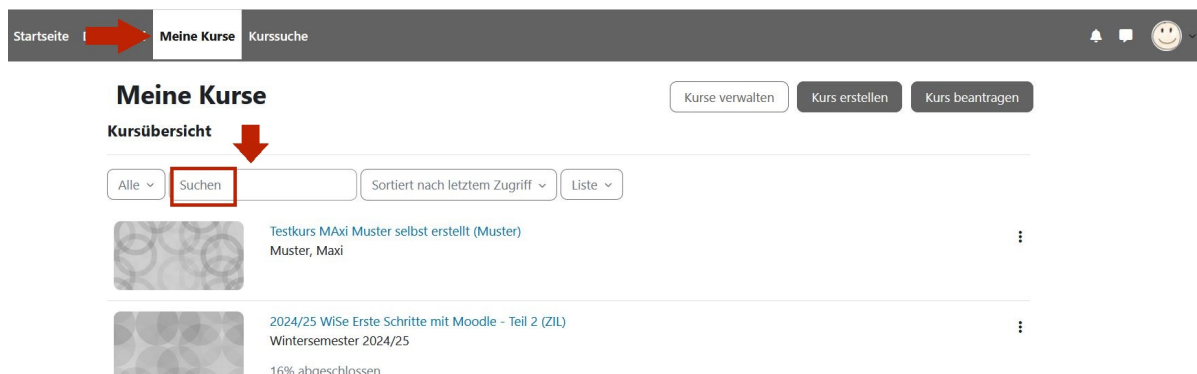 Startseite Meine Kurse Kurssuche
Meine Kurse
Kurse verwalten Kurs erstellen Kurs beantragen
Kursübersicht
Alle Suchen Sortiert nach letztem Zugriff Liste
Testkurs MAxi Muster selbst erstellt (Muster)
Muster, Maxi
2024/25 WiSe Erste Schritte mit Moodle - Teil 2 (ZIL)
Wintersemester 2024/25
16% abgeschlossen